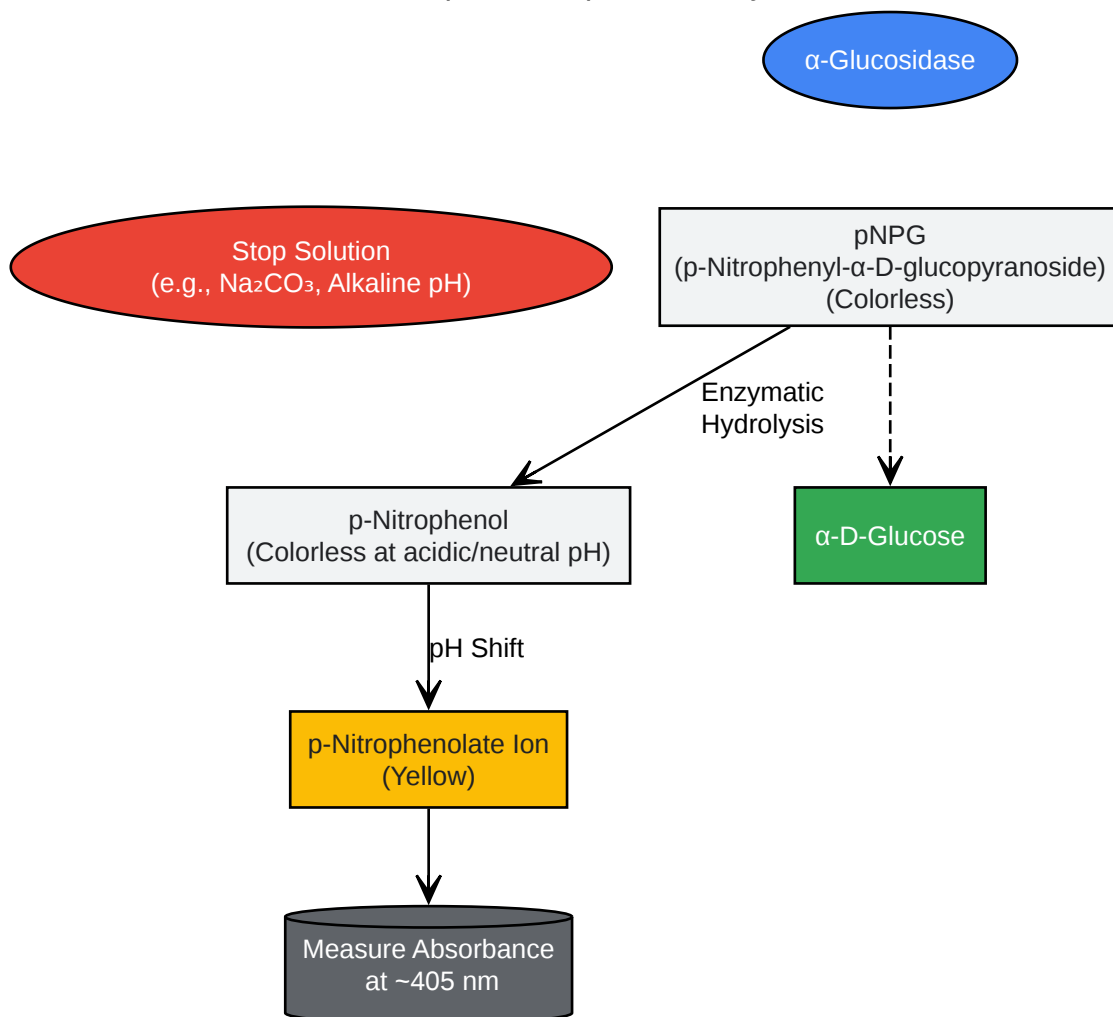 α-Glucosidase
Stop Solution
(e.g., Na₂CO₃, Alkaline pH)
pNPG
(p-Nitrophenyl-α-D-glucopyranoside)
(Colorless)
Enzymatic
Hydrolysis
p-Nitrophenol
(Colorless at acidic/neutral pH)
α-D-Glucose
pH Shift
p-Nitrophenolate Ion
(Yellow)
Measure Absorbance
at ~405 nm